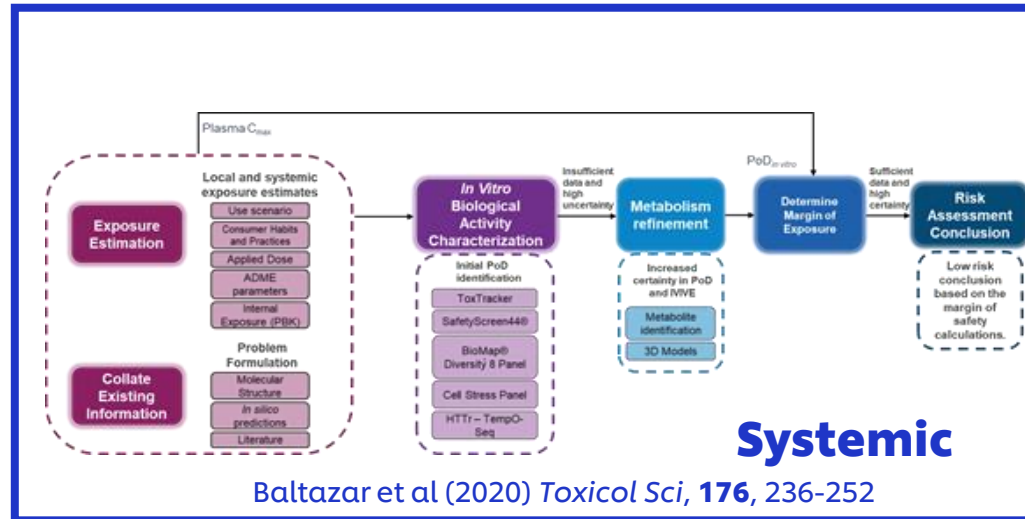 Plasma Cmax
Local and systemic
exposure estimates
Exposure
Estimation
Use scenario
Consumer Habits
and Practices
Applied Dose
ADME
parameters
Internal
Exposure (PBK)
Problem
Formulation
Collate
Existing
Information
Molecular
Structure
In silico
predictions
Literature
In Vitro
Biological
Activity
Characterization
Initial PoD
identification
ToxTracker
SafetyScreen44®
BioMap®
Diversity 8 Panel
Cell Stress Panel
HTTr – TempO-
Seq
Insufficient
data and
high
uncertainty
Metabolism
refinement
Increased
certainty in PoD
and IVIVE
Metabolite
identification
3D Models
PoDin vitro
Determine
Margin of
Exposure
Sufficient
data and
high
certainty
Risk
Assessment
Conclusion
Low risk
conclusion
based on the
margin of
safety
calculations.
Systemic
Baltazar et al (2020) Toxicol Sci, 176, 236-252